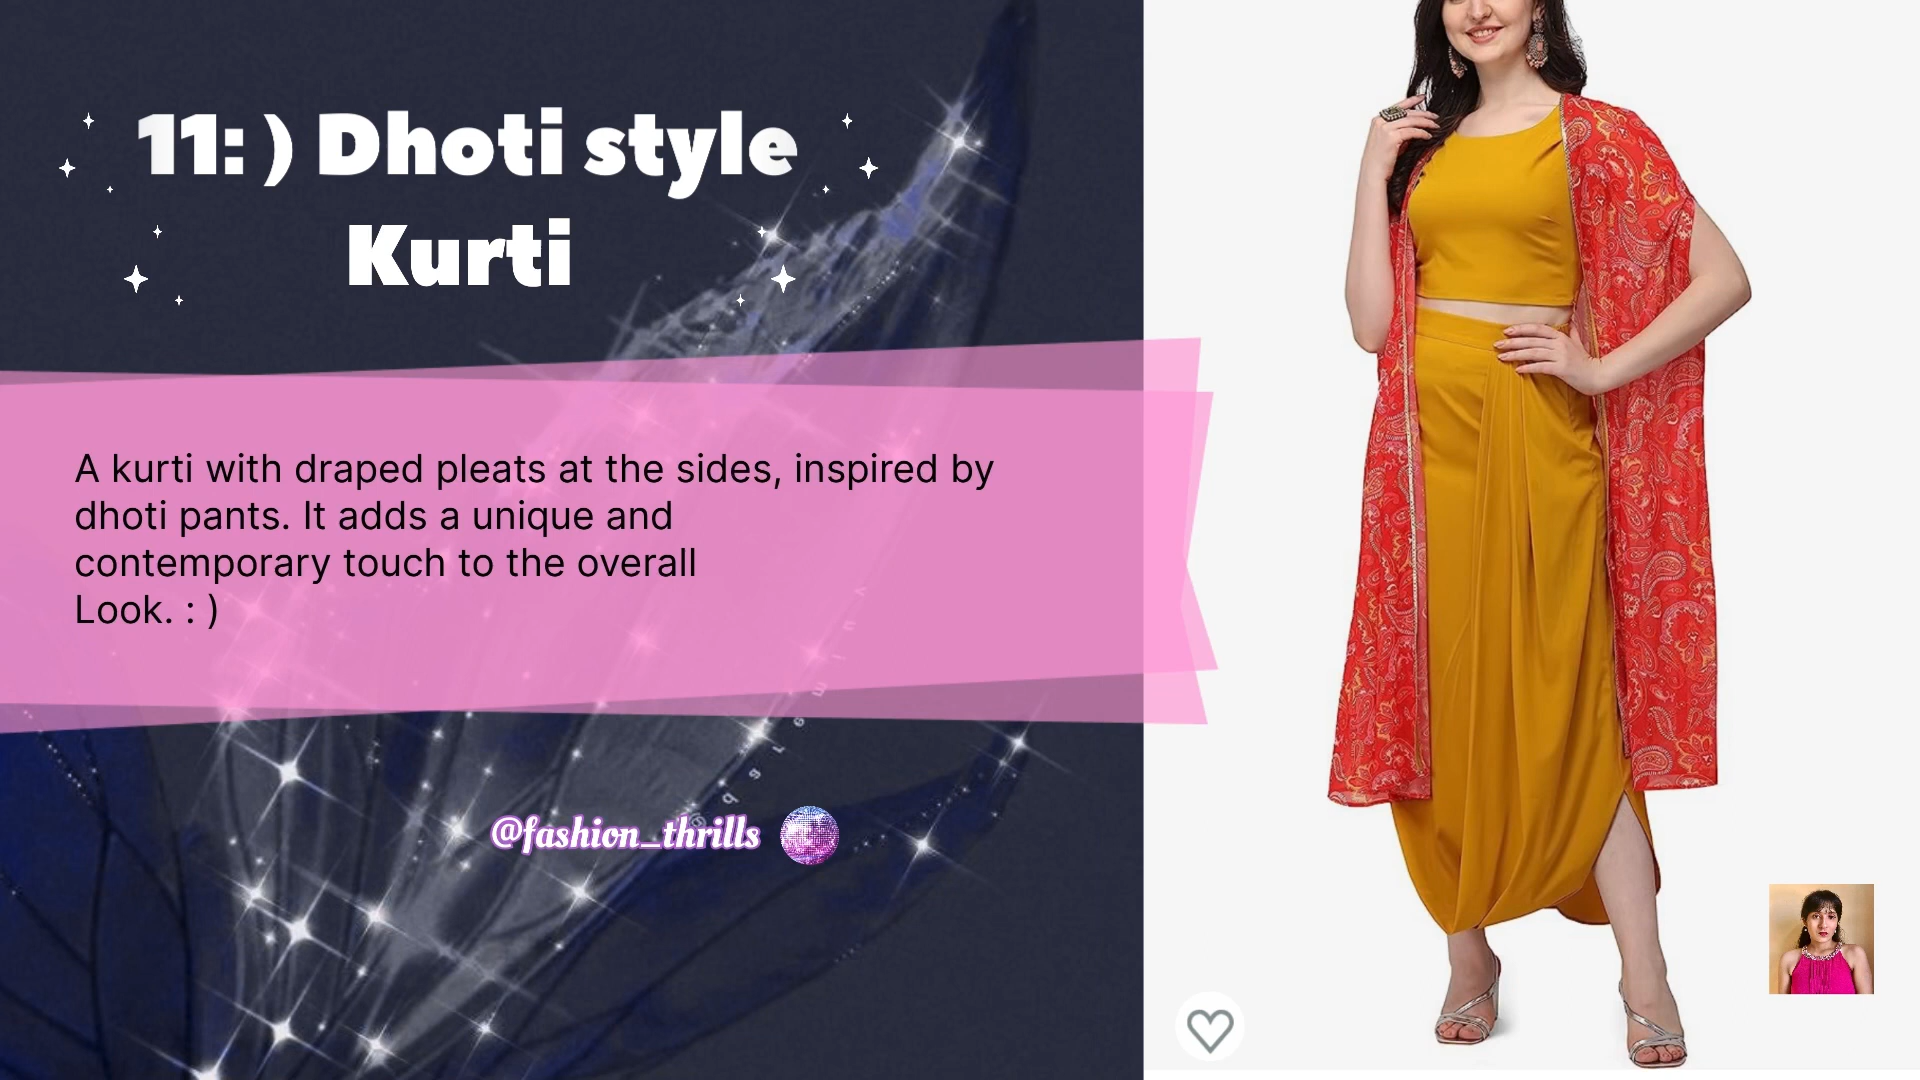 11: ) Dhoti style
Kurti
A kurti with draped pleats at the sides, inspired by
dhoti pants. It adds a unique and
contemporary touch to the overall
Look. : )
@fashion_thrills